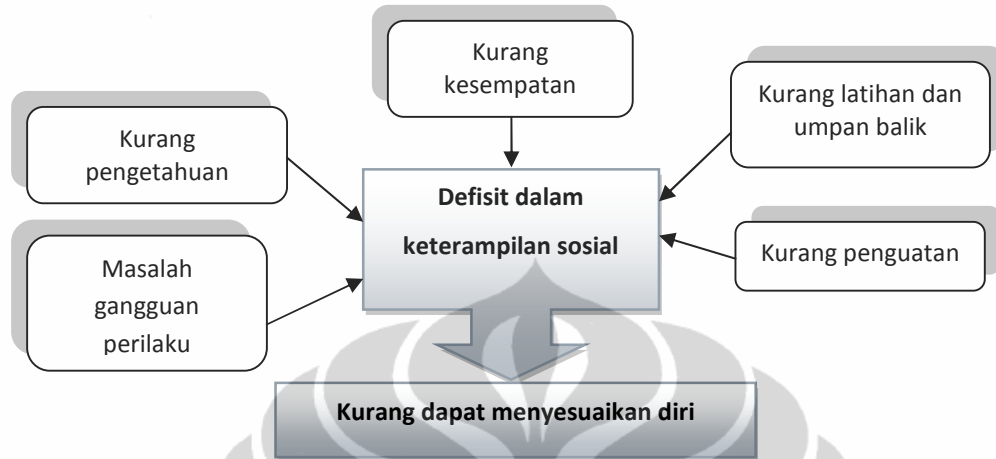 Kurang
kesempatan
Kurang latihan dan
umpan balik
Kurang
pengetahuan
Defisit dalam
keterampilan sosial
Kurang penguatan
Masalah
gangguan
perilaku
Kurang dapat menyesuaikan diri